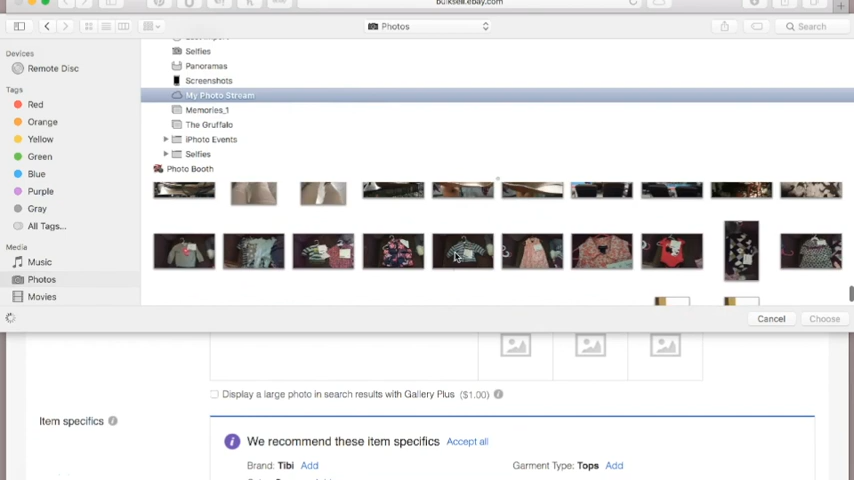 bulksell.ebay.com
Photos
Search
Devices
Remote Disc
Tags
Red
Orange
Yellow
Green
Blue
Purple
Gray
All Tags...
Media
Music
Photos
Movies
Selfies
Panoramas
Screenshots
My Photo Stream
Memories_1
The Gruffalo
iPhoto Events
Selfies
Photo Booth
Cancel
Choose
Display a large photo in search results with Gallery Plus ($1.00)
Item specifics
We recommend these item specifics Accept all
Brand: Tibi Add
Garment Type: Tops Add